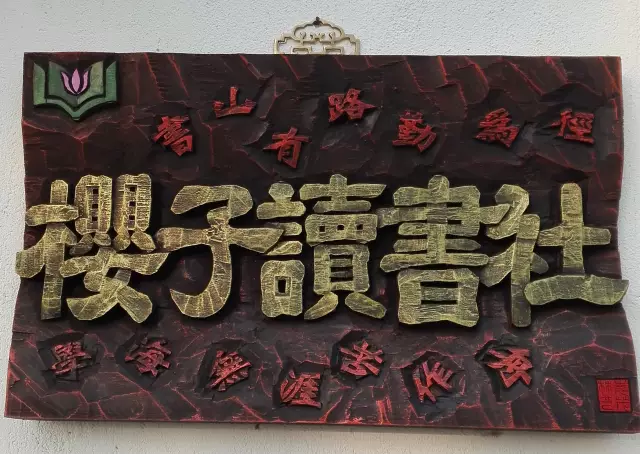 書山有路勤為徑
櫻子讀書社
學海無涯苦作舟